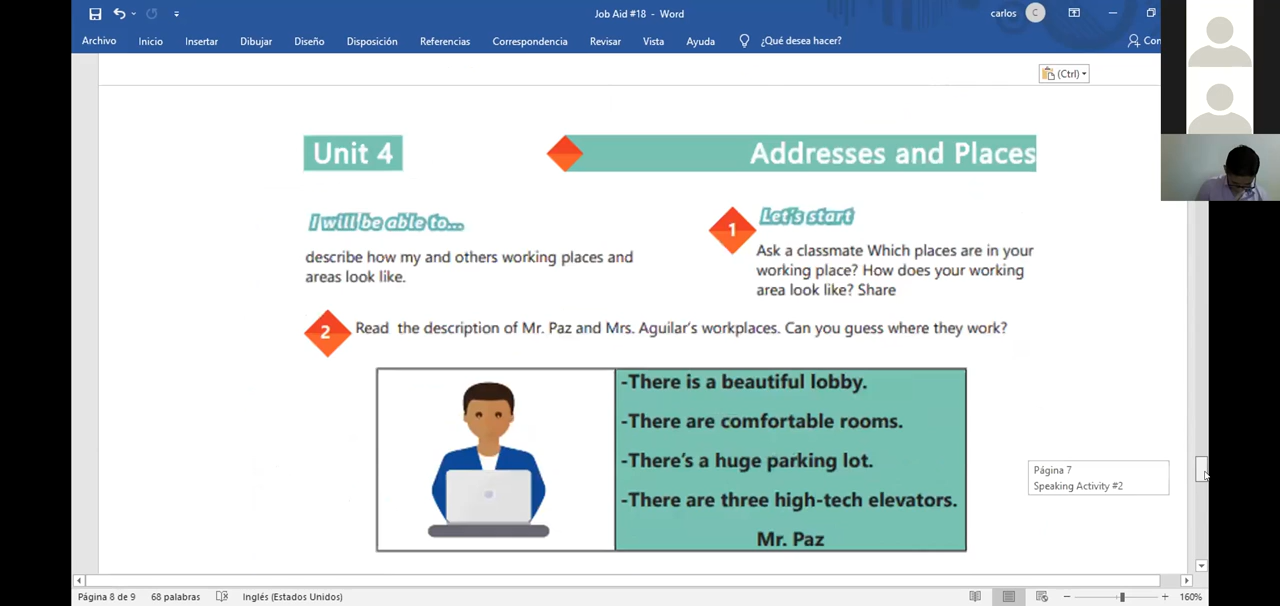 Job Aid #18 - Word
carlos
C
Archivo Inicio Insertar Dibujar Diseño Disposición Referencias Correspondencia Revisar Vista Ayuda ¿Qué desea hacer? Con
(Ctrl)
Unit 4
Addresses and Places
I will be able to...
describe how my and others working places and
areas look like.
1
Let's start
Ask a classmate Which places are in your
working place? How does your working
area look like? Share
2
Read the description of Mr. Paz and Mrs. Aguilar's workplaces. Can you guess where they work?
-There is a beautiful lobby.
-There are comfortable rooms.
-There's a huge parking lot.
-There are three high-tech elevators.
Mr. Paz
Página 7
Speaking Activity #2
Página 8 de 9 68 palabras Inglés (Estados Unidos) 160%